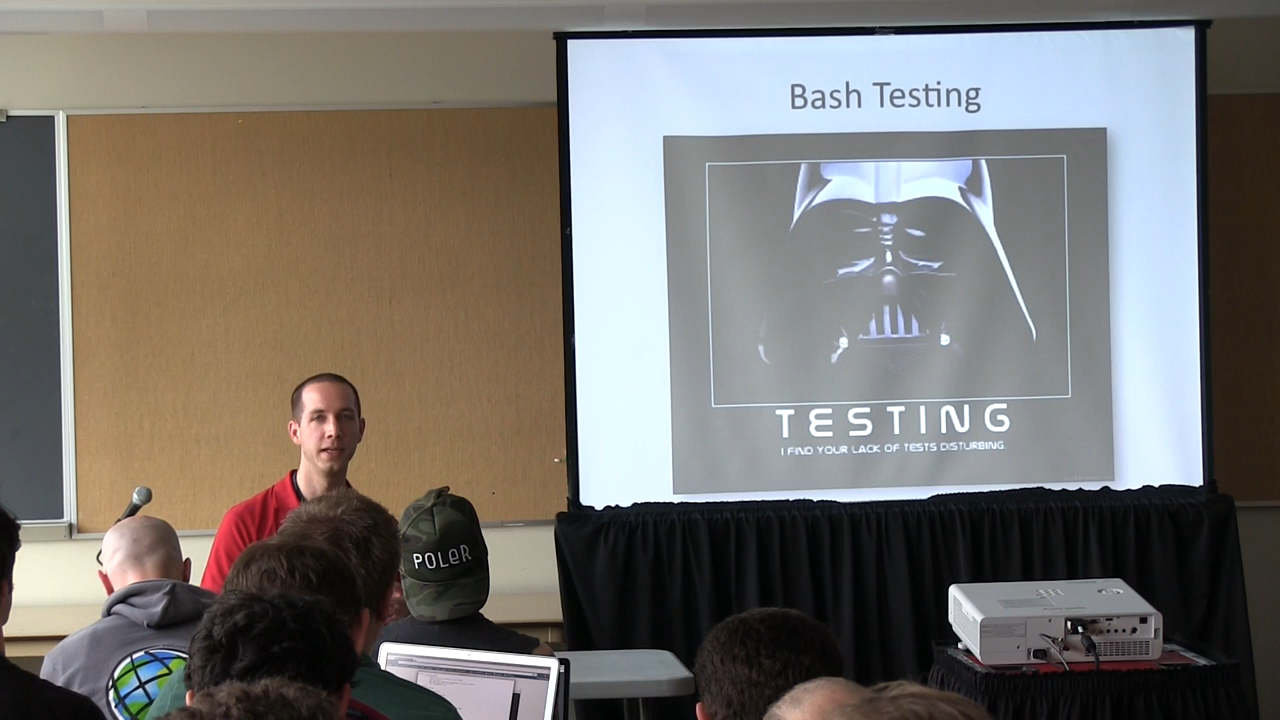 Bash Testing
TESTING
I FIND YOUR LACK OF TESTS DISTURBING.
POLER